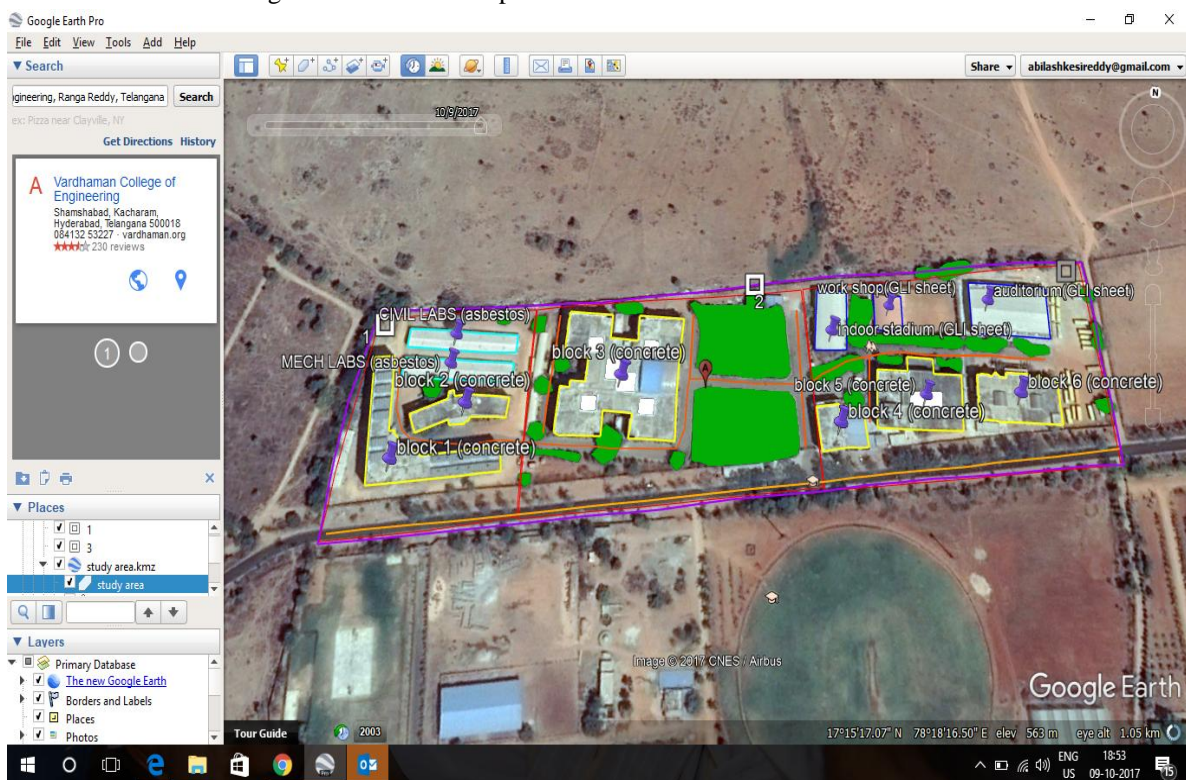 Google Earth Pro
File Edit View Tools Add Help
Search
gineering, Ranga Reddy, Telangana Search
ex: Pizza near Clayville, NY
Get Directions History
A Vardhaman College of
Engineering
Shamshabad, Kacharam,
Hyderabad, Telangana 500018
084132 53227 · vardhaman.org
230 reviews
1
Places
1
3
study area.kmz
study area
Layers
Primary Database
The new Google Earth
Borders and Labels
Places
Photos
Share abilashkesireddy@gmail.com
10/9/2017
N
work shop(GLI sheet)
auditorium(GLI sheet)
2
CIVIL LABS (asbestos)
1
indoor stadium (GLI sheet)
MECH LABS (asbestos)
block 3 (concrete)
block 2 (concrete)
A
block 5 (concrete)
block 6 (concrete)
block 4 (concrete)
block 1 (concrete)
Image © 2017 CNES / Airbus
Google Earth
Tour Guide 2003 17°15'17.07" N 78°18'16.50" E elev 563 m eye alt 1.05 km
ENG 18:53
US 09-10-2017 15